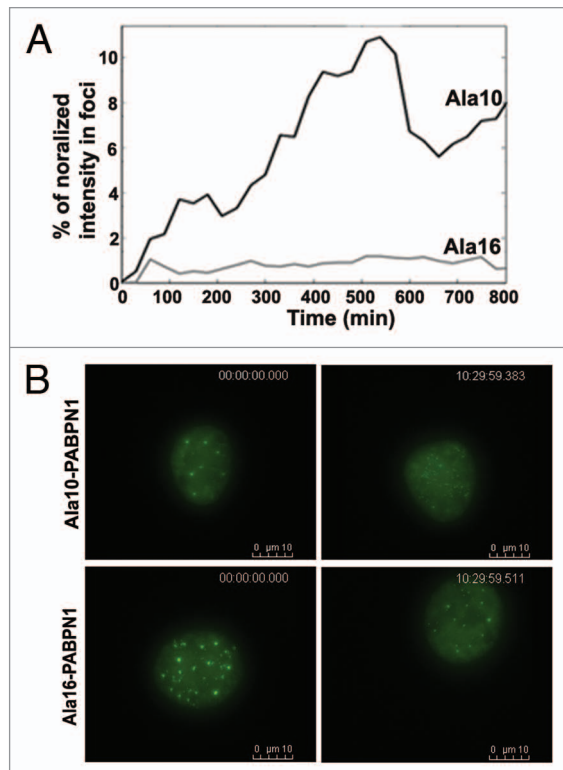 A
% of noralized
intensity in foci
10
8
6
4
2
0
Ala10
Ala16
0 100 200 300 400 500 600 700 800
Time (min)
B
Ala10-PABPN1
00:00:00.000
10:29:59.383
0 µm 10
0 µm 10
Ala16-PABPN1
00:00:00.000
10:29:59.511
0 µm 10
0 µm 10